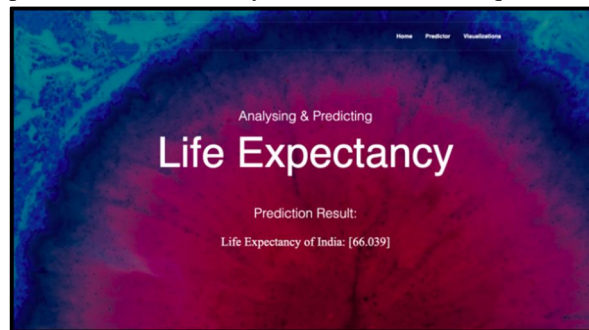 Home Predictor Visualizations
Analysing & Predicting
Life Expectancy
Prediction Result:
Life Expectancy of India: [66.039]